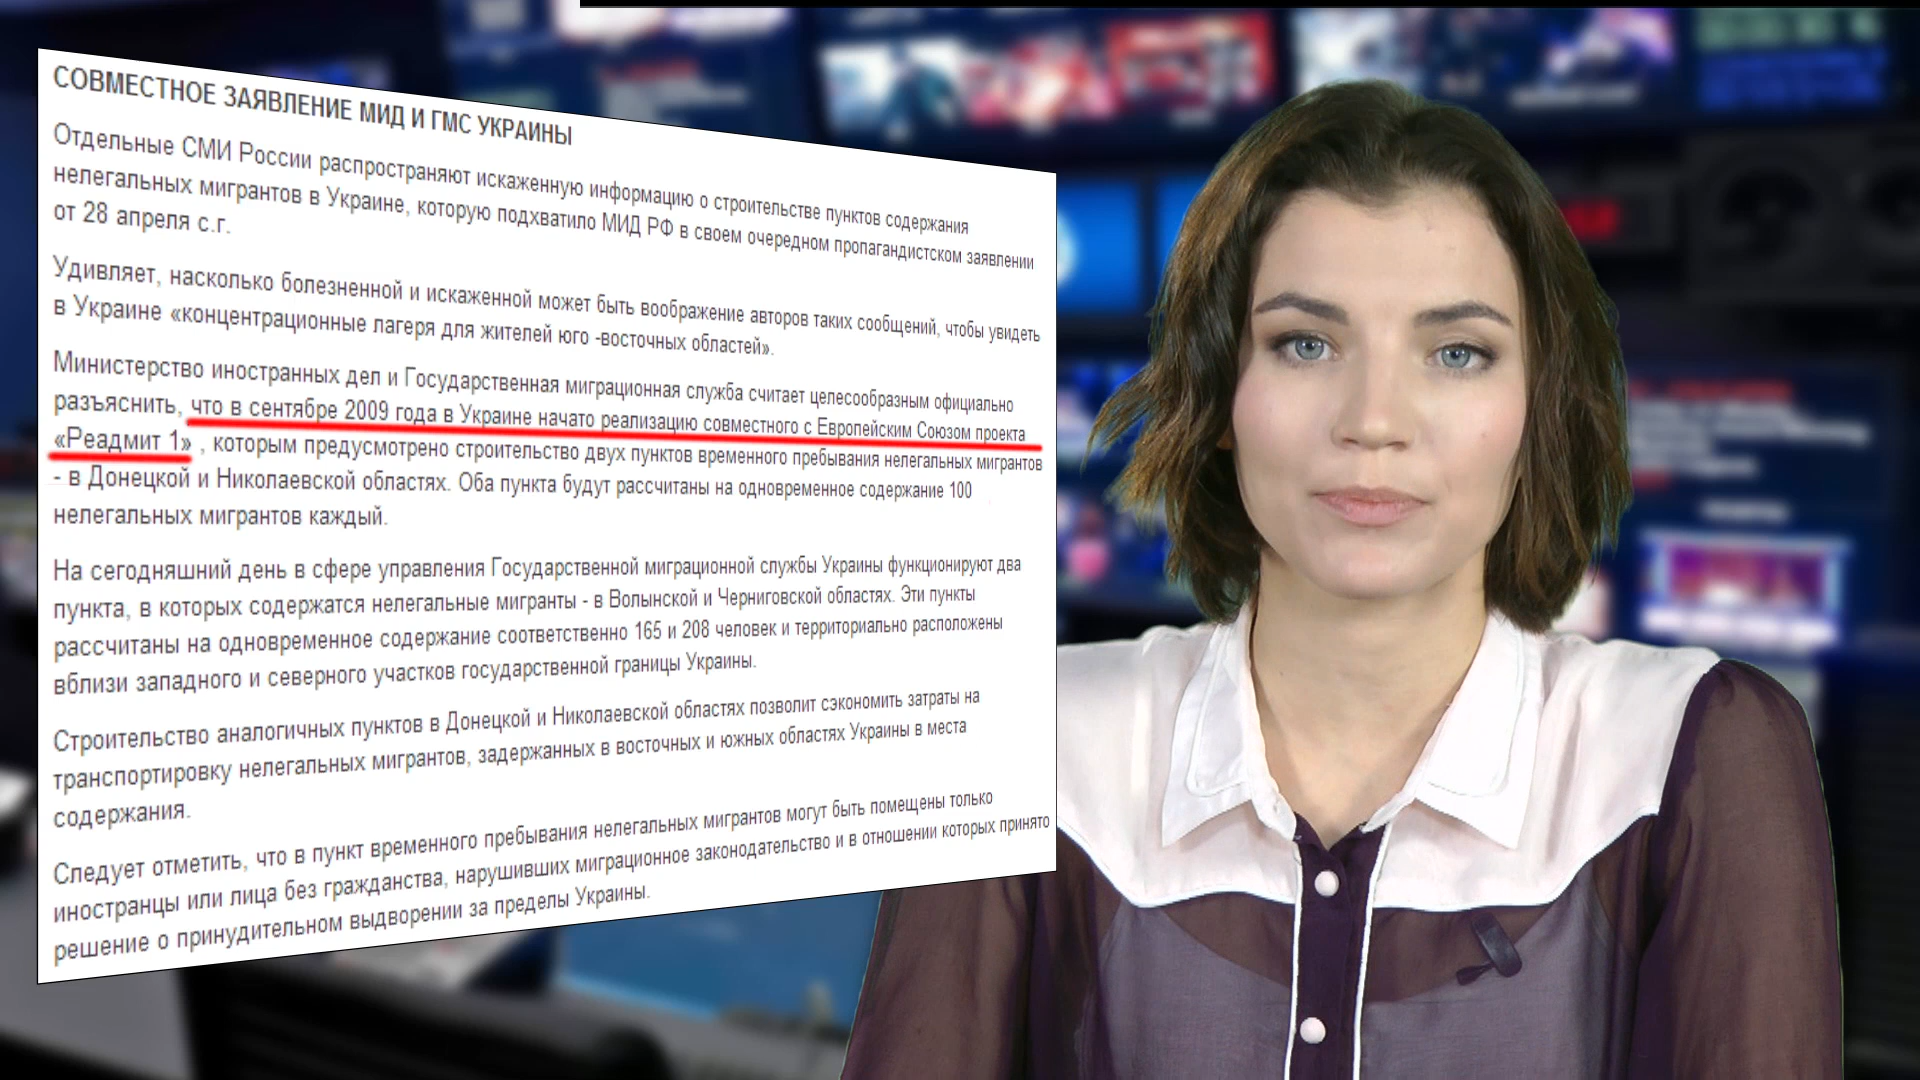 СОВМЕСТНОЕ ЗАЯВЛЕНИЕ МИД И ГМС УКРАИНЫ
Отдельные СМИ России распространяют искаженную информацию о строительстве пунктов содержания
нелегальных мигрантов в Украине, которую подхватило МИД РФ в своем очередном пропагандистском заявлении
от 28 апреля с.г.
Удивляет, насколько болезненной и искаженной может быть воображение авторов таких сообщений, чтобы увидеть
в Украине «концентрационные лагеря для жителей юго -восточных областей».
Министерство иностранных дел и Государственная миграционная служба считает целесообразным официально
разъяснить, что в сентябре 2009 года в Украине начато реализацию совместного с Европейским Союзом проекта
«Реадмит 1» , которым предусмотрено строительство двух пунктов временного пребывания нелегальных мигрантов
- в Донецкой и Николаевской областях. Оба пункта будут рассчитаны на одновременное содержание 100
нелегальных мигрантов каждый.
На сегодняшний день в сфере управления Государственной миграционной службы Украины функционируют два
пункта, в которых содержатся нелегальные мигранты - в Волынской и Черниговской областях. Эти пункты
рассчитаны на одновременное содержание соответственно 165 и 208 человек и территориально расположены
вблизи западного и северного участков государственной границы Украины.
Строительство аналогичных пунктов в Донецкой и Николаевской областях позволит сэкономить затраты на
транспортировку нелегальных мигрантов, задержанных в восточных и южных областях Украины в места
содержания.
Следует отметить, что в пункт временного пребывания нелегальных мигрантов могут быть помещены только
иностранцы или лица без гражданства, нарушивших миграционное законодательство и в отношении которых принято
решение о принудительном выдворении за пределы Украины.